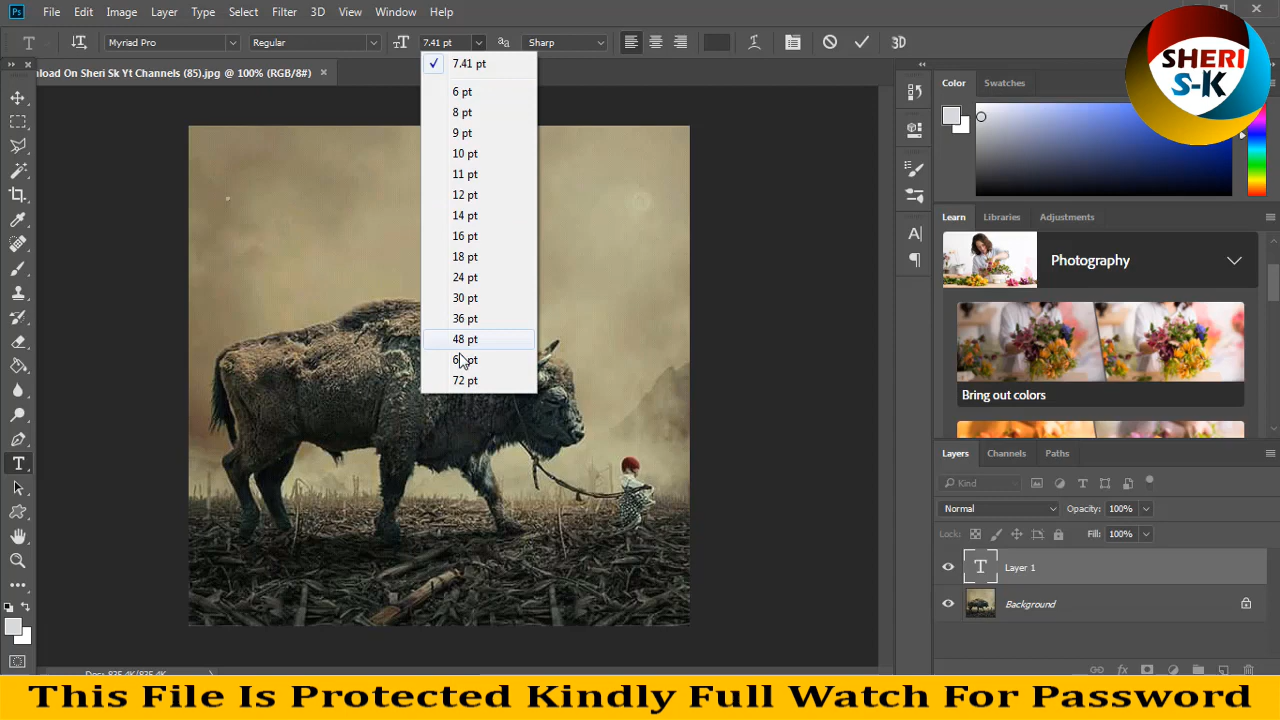 Ps File Edit Image Layer Type Select Filter 3D View Window Help
Myriad Pro Regular 7.41 pt Sharp 3D
load On Sheri Sk Yt Channels (85).jpg @ 100% (RGB/8#)
7.41 pt
6 pt
8 pt
9 pt
10 pt
11 pt
12 pt
14 pt
16 pt
18 pt
24 pt
30 pt
36 pt
48 pt
72 pt
SHERI
S-K
Color Swatches
Learn Libraries Adjustments
Photography
Bring out colors
Layers Channels Paths
Kind
Normal Opacity: 100%
Lock: Fill: 100%
T Layer 1
Background
This File Is Protected Kindly Full Watch For Password